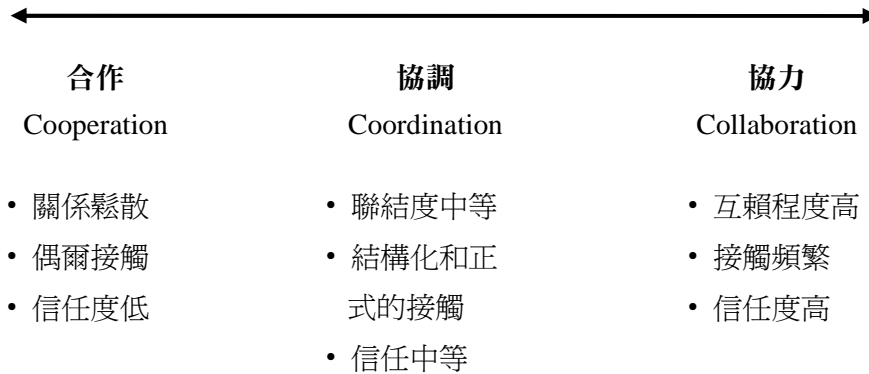 合作
Cooperation
• 關係鬆散
• 偶爾接觸
• 信任度低
協調
Coordination
• 聯結度中等
• 結構化和正
式的接觸
• 信任中等
協力
Collaboration
• 互賴程度高
• 接觸頻繁
• 信任度高